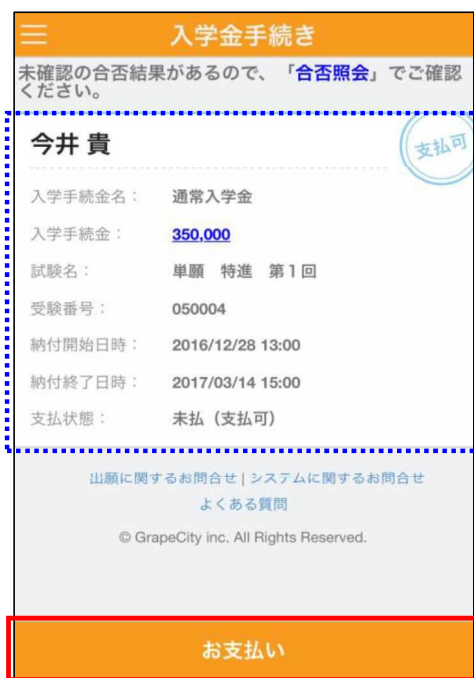 入学金手続き
未確認の合否結果があるので、「合否照会」でご確認
ください。
今井 貴
支払可
入学手続金名： 通常入学金
入学手続金： 350,000
試験名： 単願 特進 第1回
受験番号： 050004
納付開始日時： 2016/12/28 13:00
納付終了日時： 2017/03/14 15:00
支払状態： 未払（支払可）
出願に関するお問合せ | システムに関するお問合せ
よくある質問
© GrapeCity inc. All Rights Reserved.
お支払い